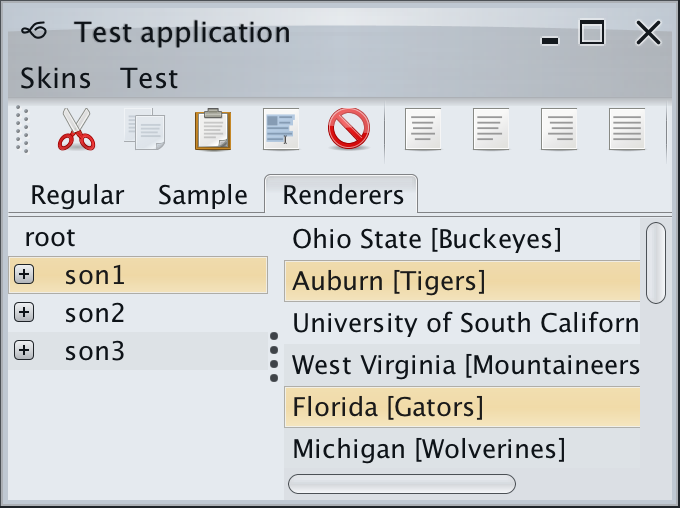 Test application
Skins Test
Regular Sample Renderers
root
son1
son2
son3
Ohio State [Buckeyes]
Auburn [Tigers]
University of South Californ
West Virginia [Mountaineers
Florida [Gators]
Michigan [Wolverines]